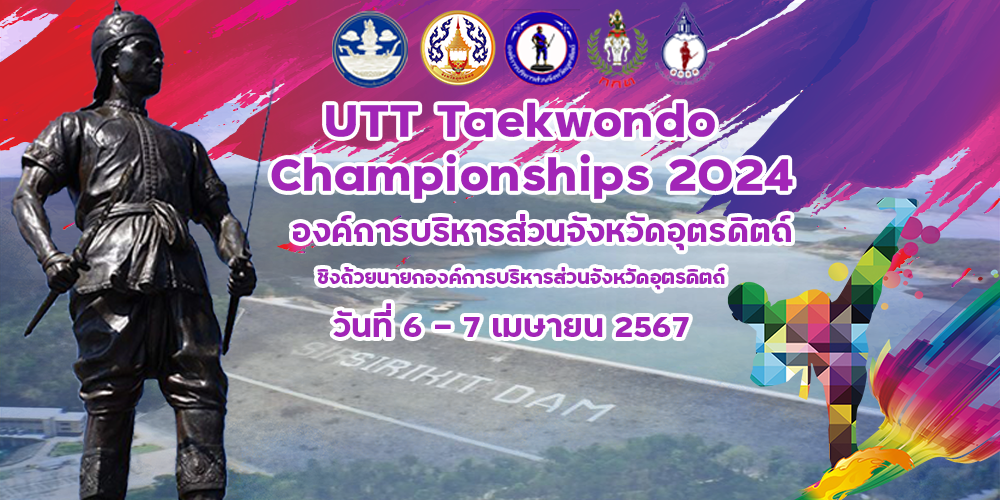 UTT Taekwondo
Championships 2024
องค์การบริหารส่วนจังหวัดอุตรดิตถ์
ชิงถ้วยนายกองค์การบริหารส่วนจังหวัดอุตรดิตถ์
วันที่ 6 – 7 เมษายน 2567
SIRIKIT DAM